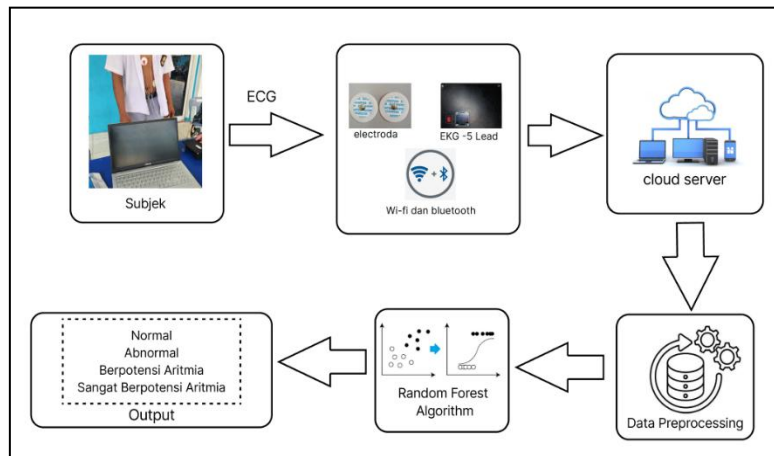 Subjek
ECG
electroda
EKG -5 Lead
Wi-fi dan bluetooth
cloud server
Data Preprocessing
Random Forest
Algorithm
Normal
Abnormal
Berpotensi Aritmia
Sangat Berpotensi Aritmia
Output